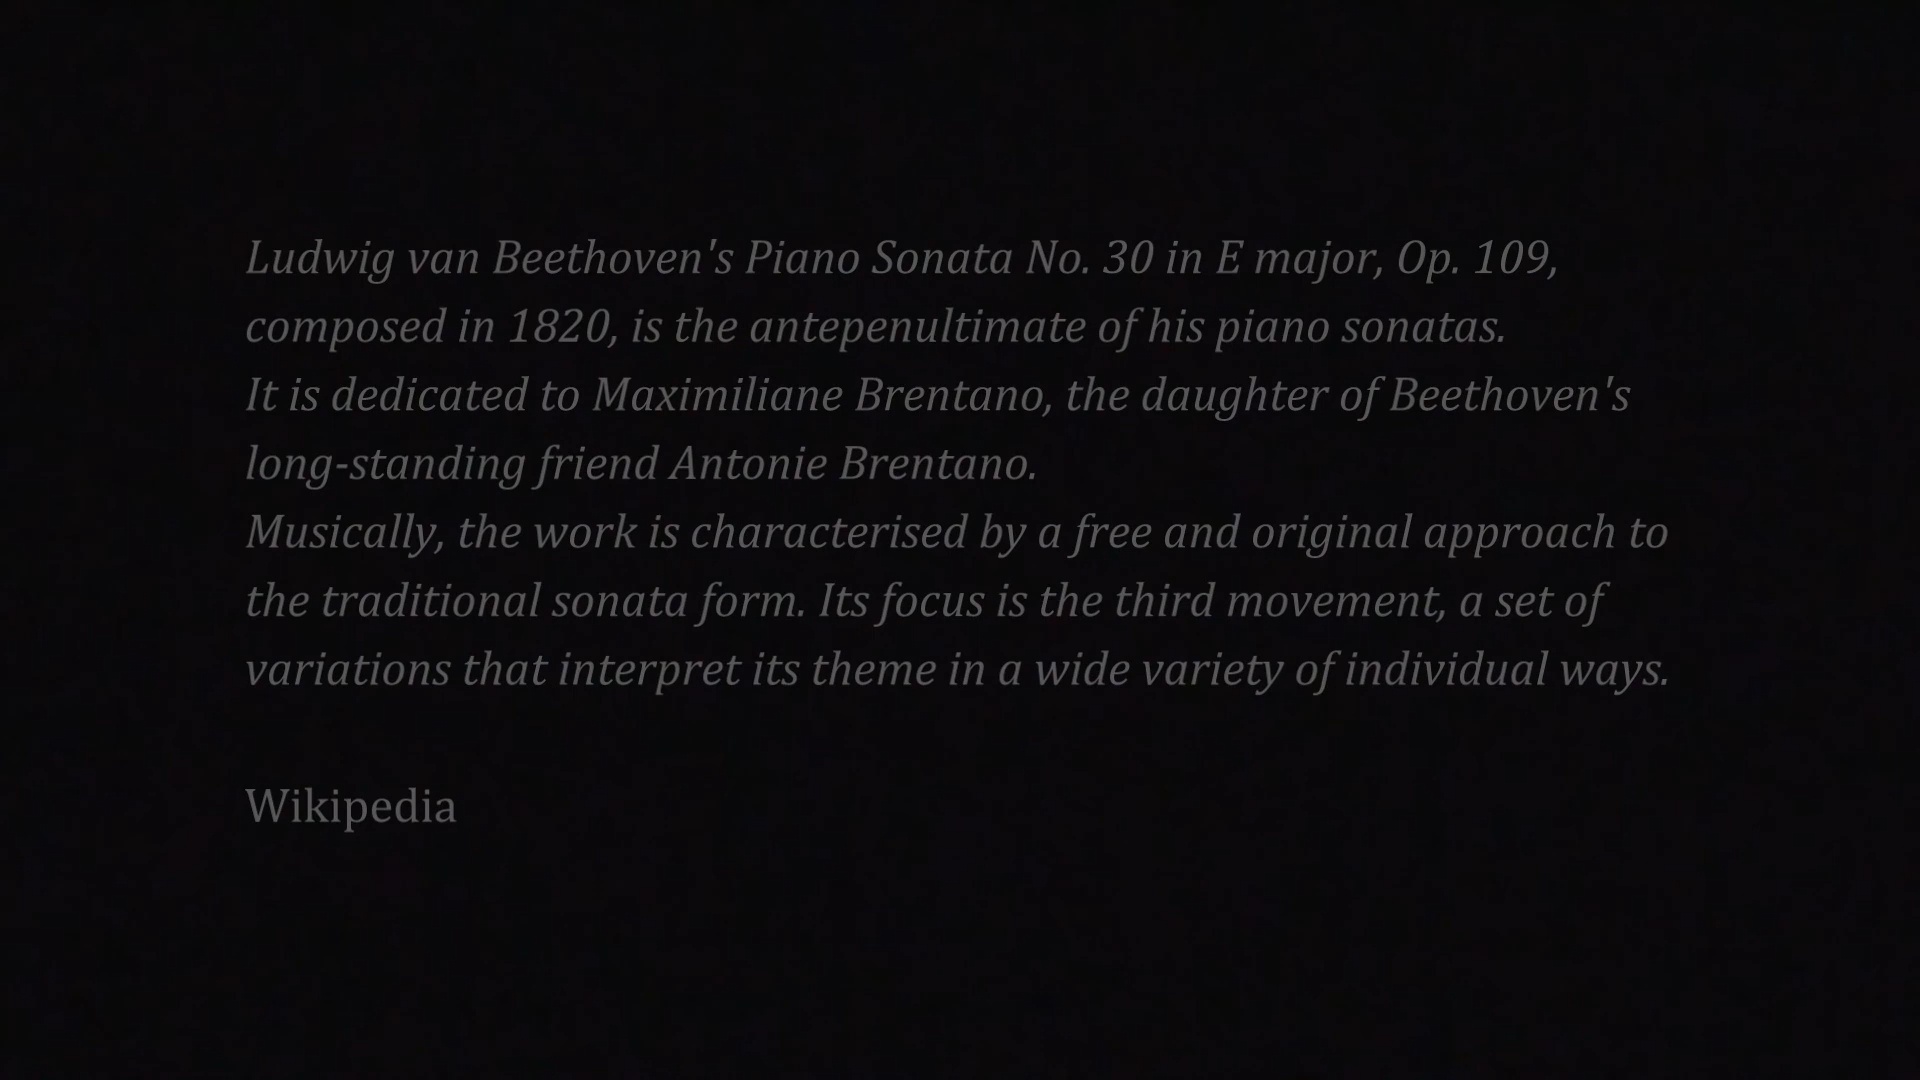 Ludwig van Beethoven's Piano Sonata No. 30 in E major, Op. 109,
composed in 1820, is the antepenultimate of his piano sonatas.
It is dedicated to Maximiliane Brentano, the daughter of Beethoven's
long-standing friend Antonie Brentano.
Musically, the work is characterised by a free and original approach to
the traditional sonata form. Its focus is the third movement, a set of
variations that interpret its theme in a wide variety of individual ways.
Wikipedia